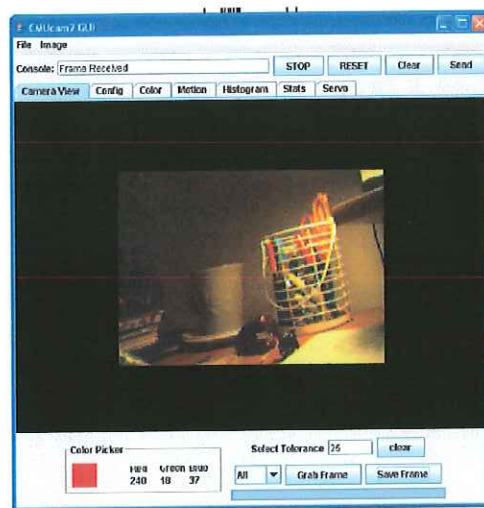 CMUcam2 GUI
File Image
Console: Frame Received STOP RESET Clear Send
Camera View Config Color Motion Histogram Stats Servo
Color Picker
Red Green Blue
240 18 37
Select Tolerance 25 clear
All Grab Frame Save Frame